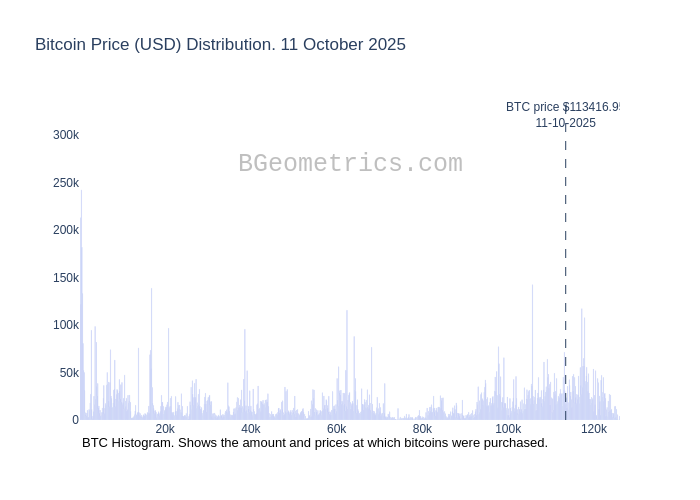 Bitcoin Price (USD) Distribution. 11 October 2025
BTC price $113416.95
11-10-2025
300k
BGeometrics.com
250k
200k
150k
100k
50k
0
20k 40k 60k 80k 100k 120k
BTC Histogram. Shows the amount and prices at which bitcoins were purchased.